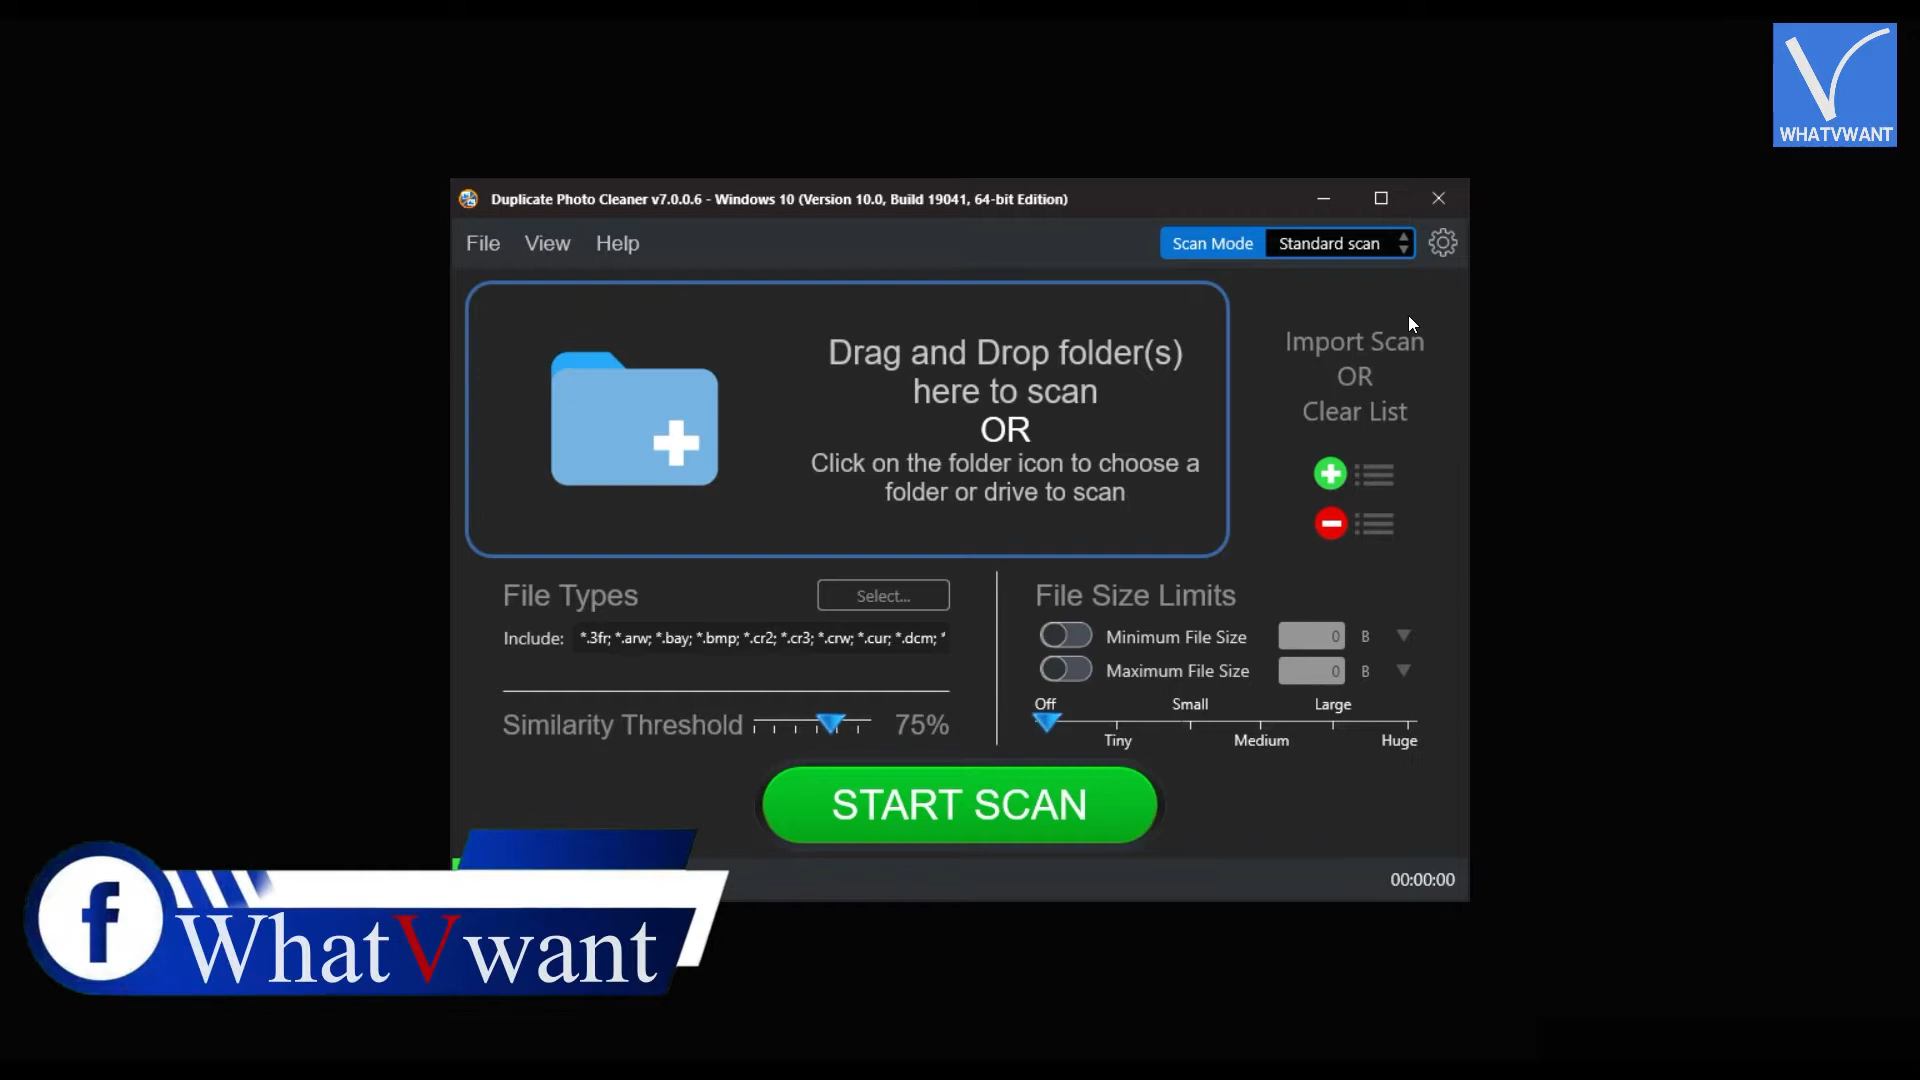 WHATVWANT
Duplicate Photo Cleaner v7.0.0.6 - Windows 10 (Version 10.0, Build 19041, 64-bit Edition)
File View Help
Scan Mode Standard scan
Drag and Drop folder(s)
here to scan
OR
Click on the folder icon to choose a
folder or drive to scan
Import Scan
OR
Clear List
File Types Select...
Include: *.3fr; *.arw; *.bay; *.bmp; *.cr2; *.cr3; *.crw; *.cur; *.dcm; *
Similarity Threshold 75%
File Size Limits
Minimum File Size 0 B
Maximum File Size 0 B
Off Small Large
Tiny Medium Huge
START SCAN
00:00:00
f
WhatVwant